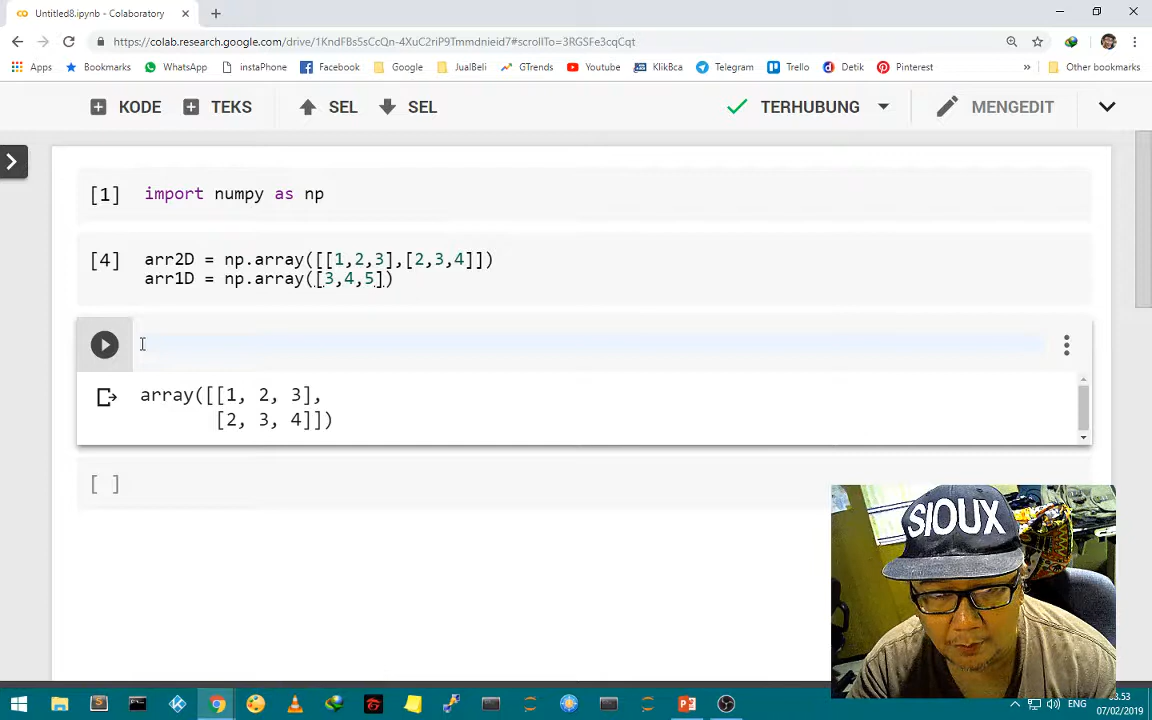 Untitled8.ipynb - Colaboratory
https://colab.research.google.com/drive/1KndFBs5sCcQn-4XuC2riP9Tmmdnieid7#scrollTo=3RGSFe3cqCqt
Apps Bookmarks WhatsApp instaPhone Facebook Google JualBeli GTrends Youtube KlikBca Telegram Trello Detik Pinterest » Other bookmarks
KODE TEKS SEL SEL TERHUBUNG MENGEDIT
[1] import numpy as np
[4] arr2D = np.array([[1,2,3],[2,3,4]])
arr1D = np.array([3,4,5])
array([[1, 2, 3],
[2, 3, 4]])
[ ]
SIOUX
ENG
07/02/2019